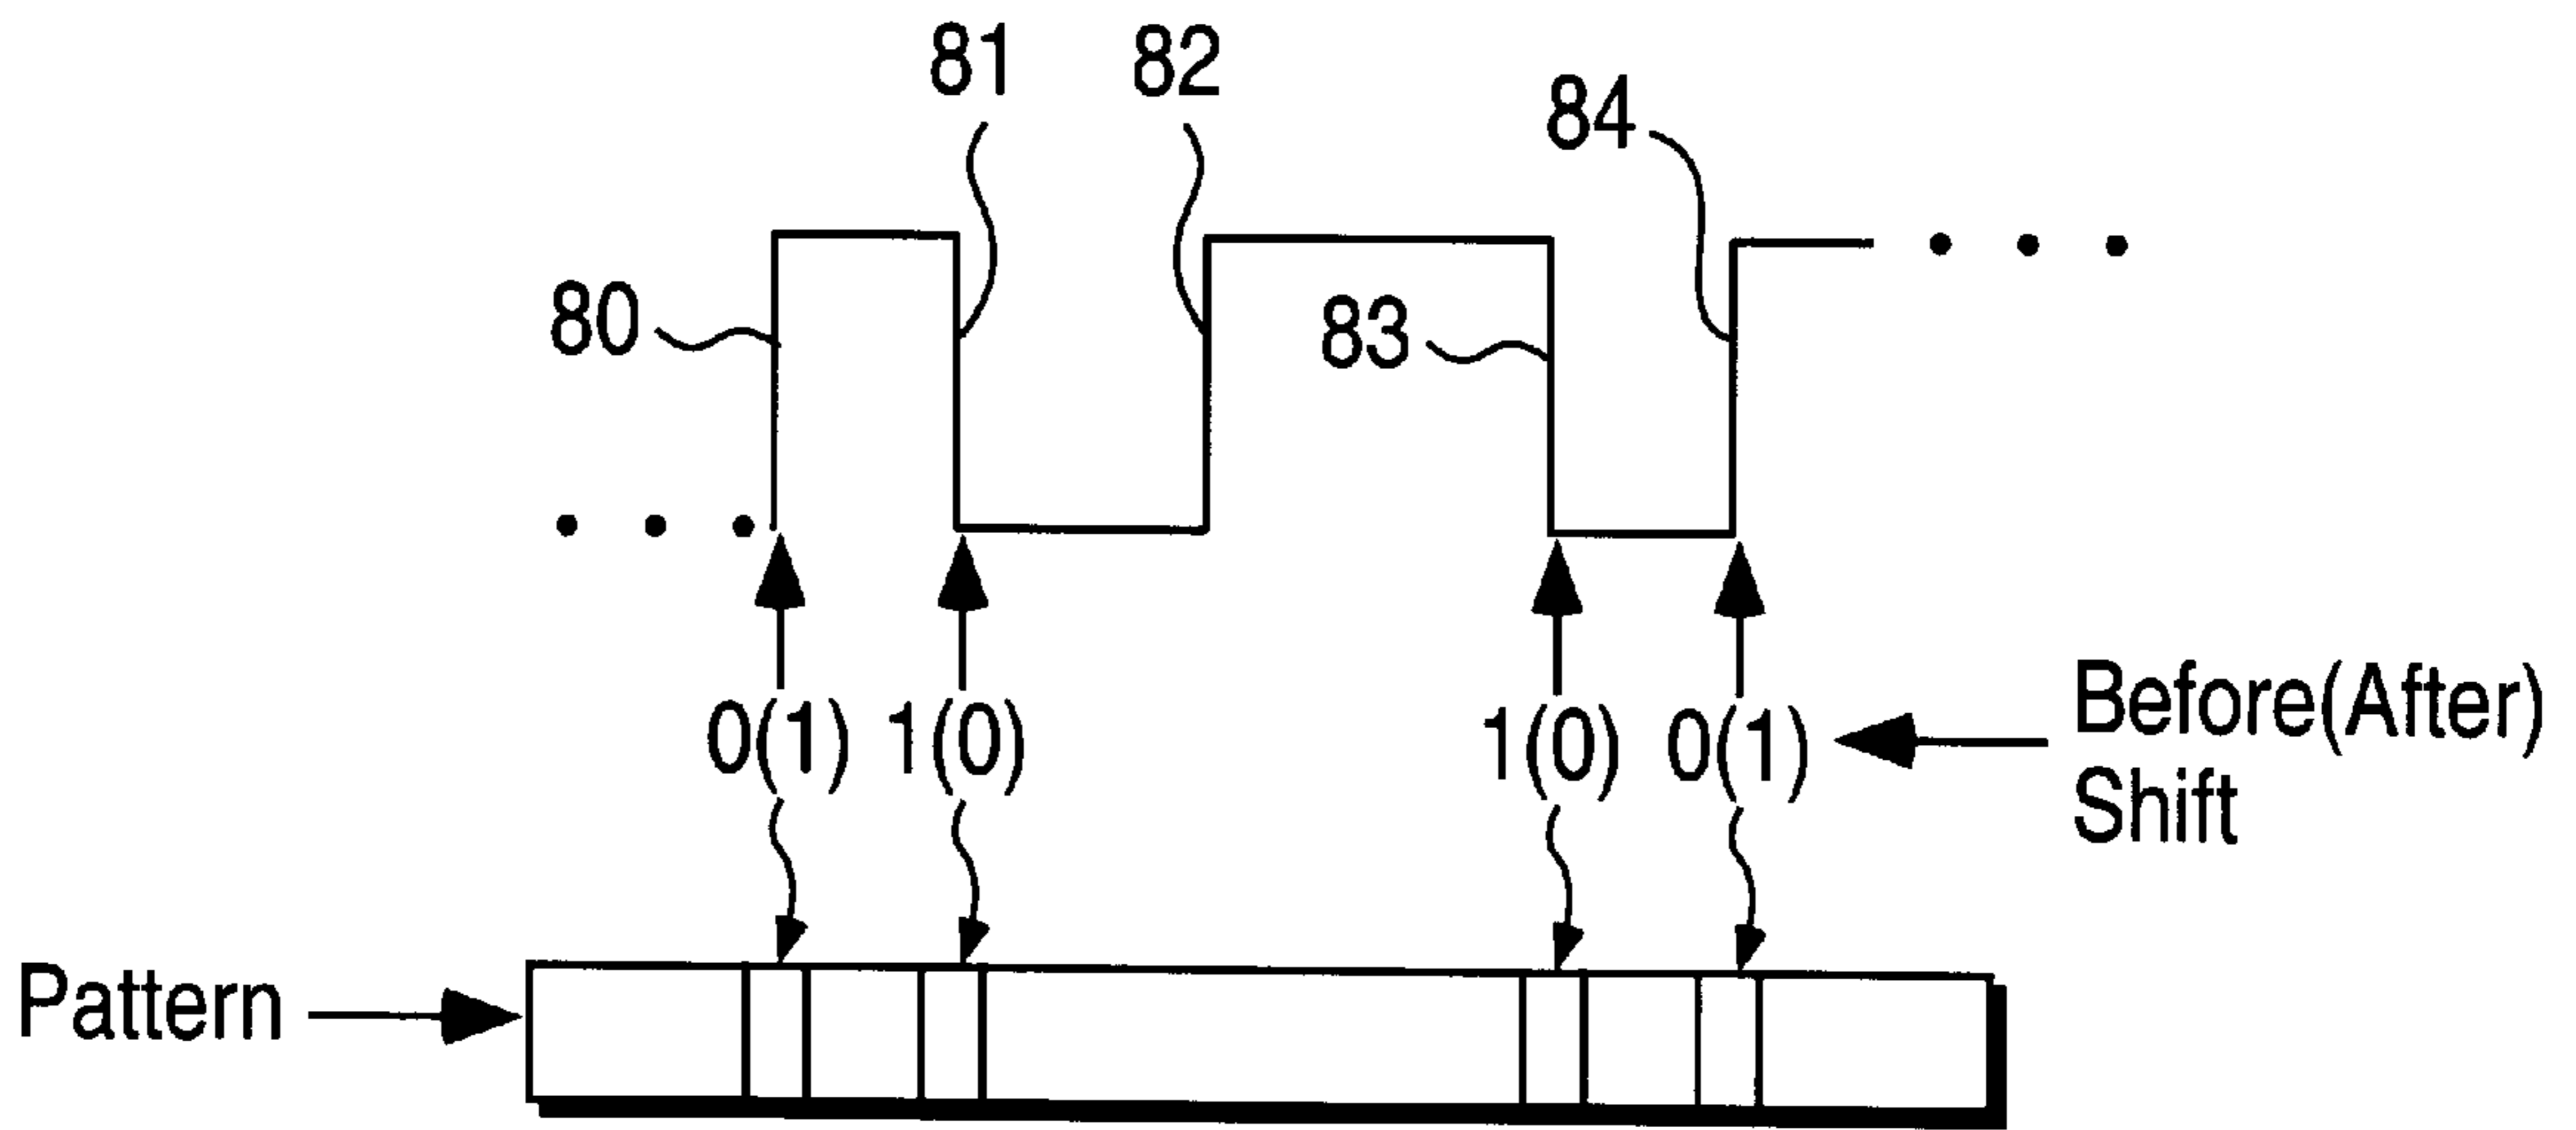 81 82
84
80
83
0(1) 1(0) 1(0) 0(1) Before(After)
Shift
Pattern